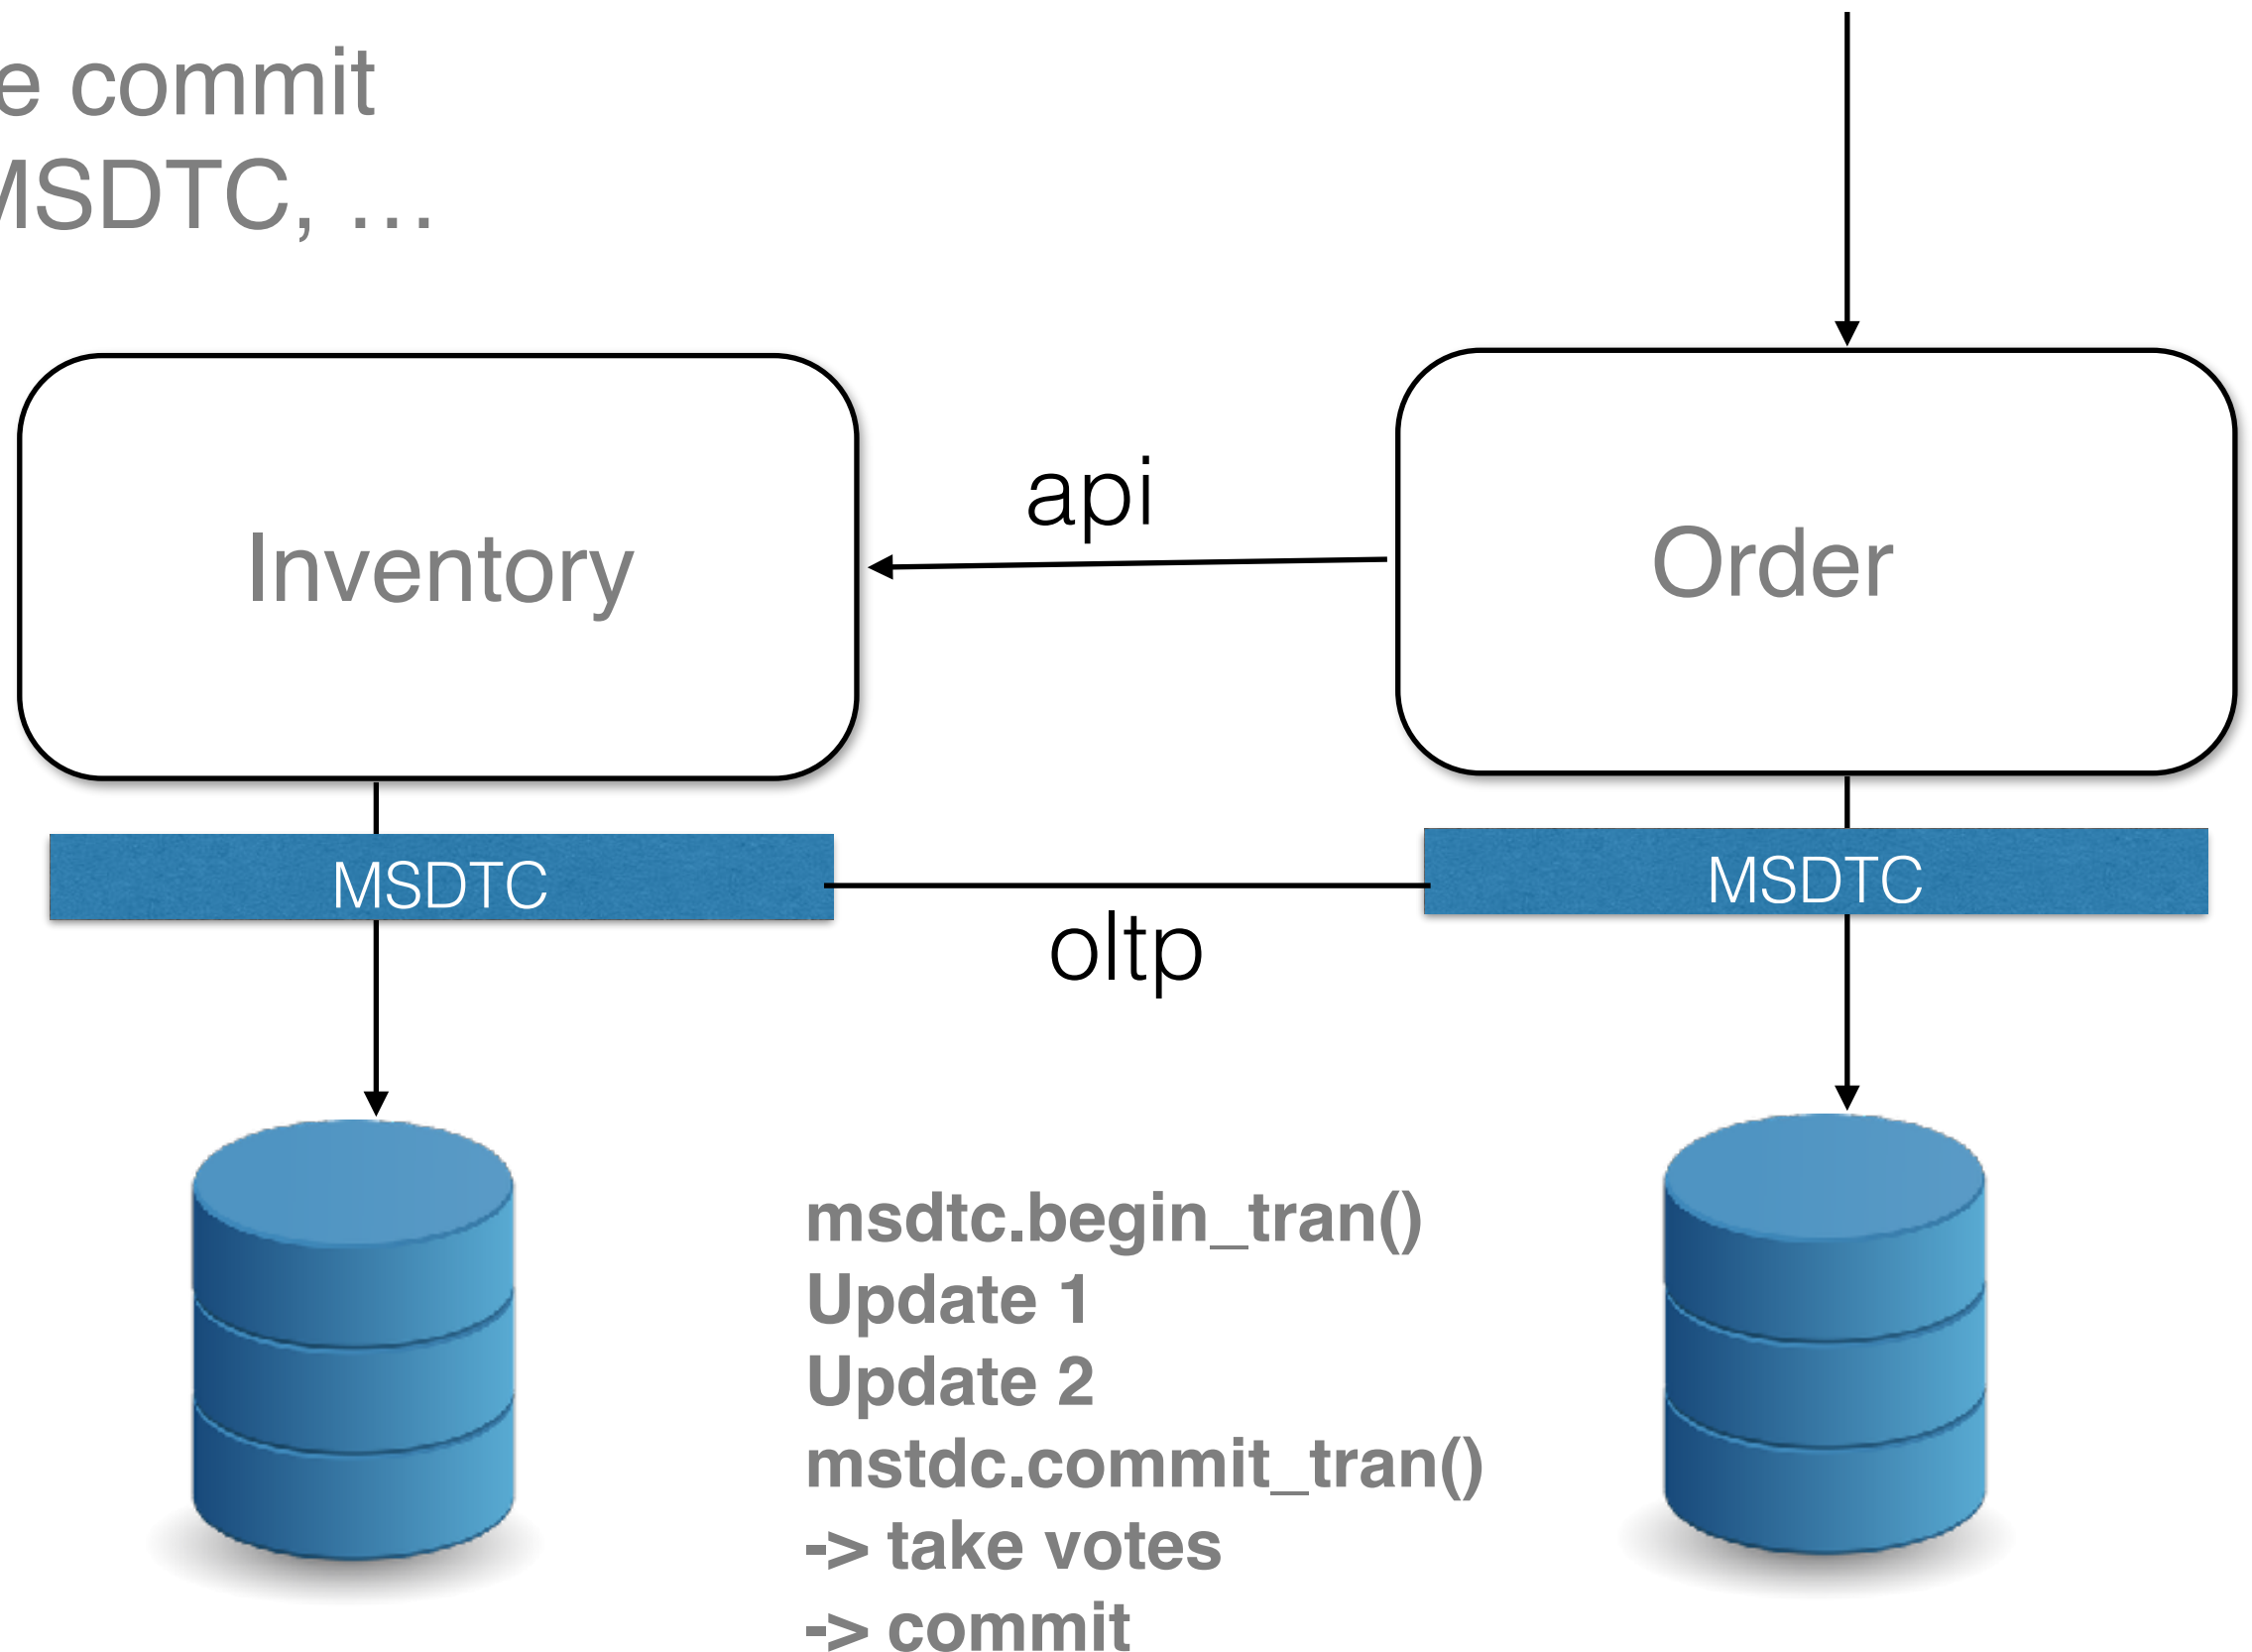 e commit
MSDTC, …
api
Inventory
Order
MSDTC
MSDTC
oltp
msdtc.begin_tran()
Update 1
Update 2
mstdc.commit_tran()
-> take votes
-> commit